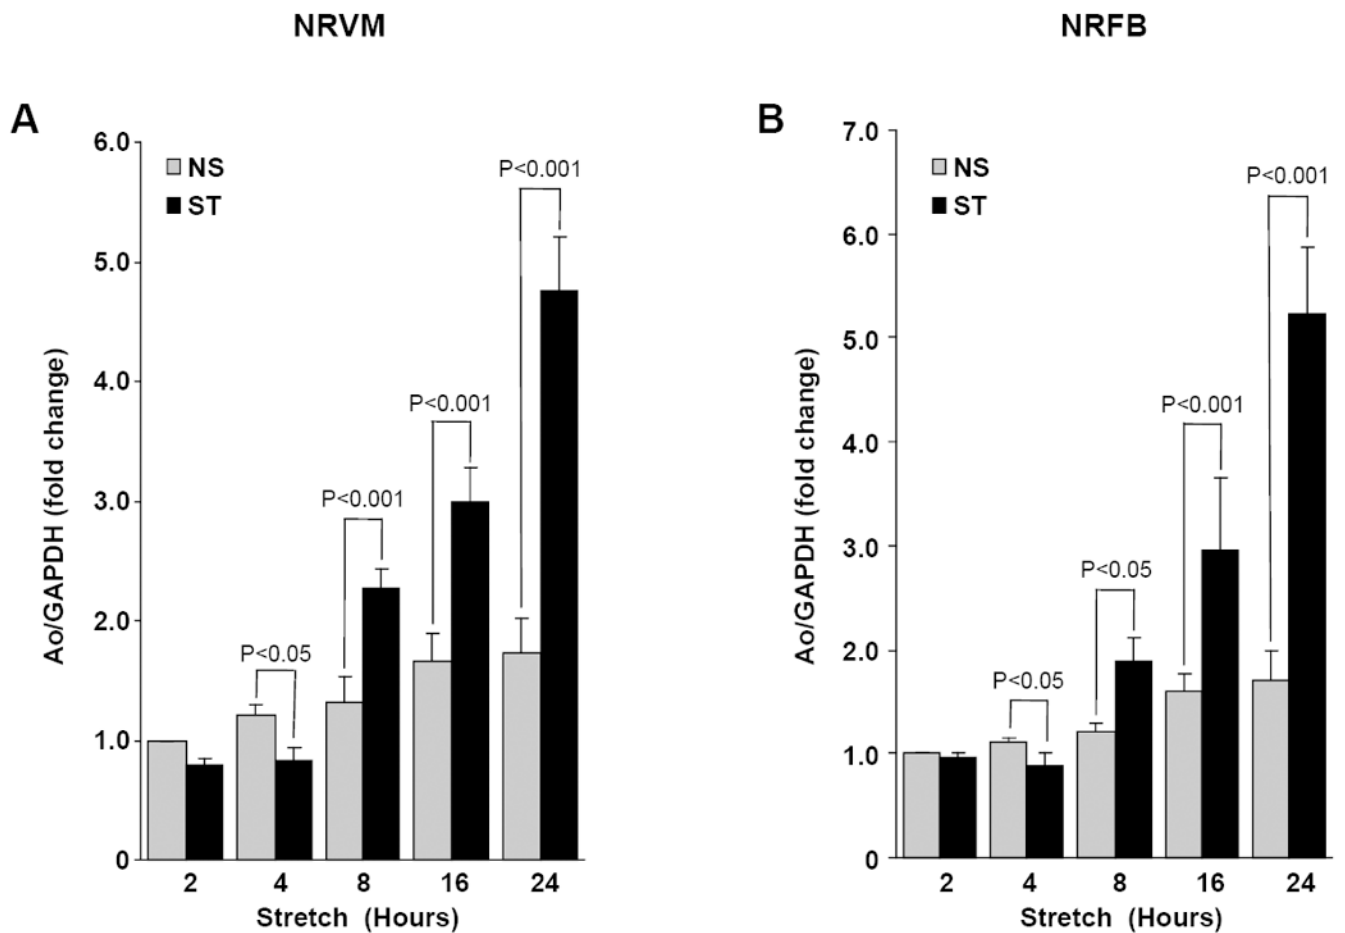 NRVM
NRFB
A
6.0
5.0
4.0
3.0
2.0
1.0
0
Ao/GAPDH (fold change)
NS
ST
P<0.05
P<0.001
P<0.001
P<0.001
2 4 8 16 24
Stretch (Hours)
B
7.0
6.0
5.0
4.0
3.0
2.0
1.0
0
Ao/GAPDH (fold change)
NS
ST
P<0.05
P<0.05
P<0.001
P<0.001
2 4 8 16 24
Stretch (Hours)